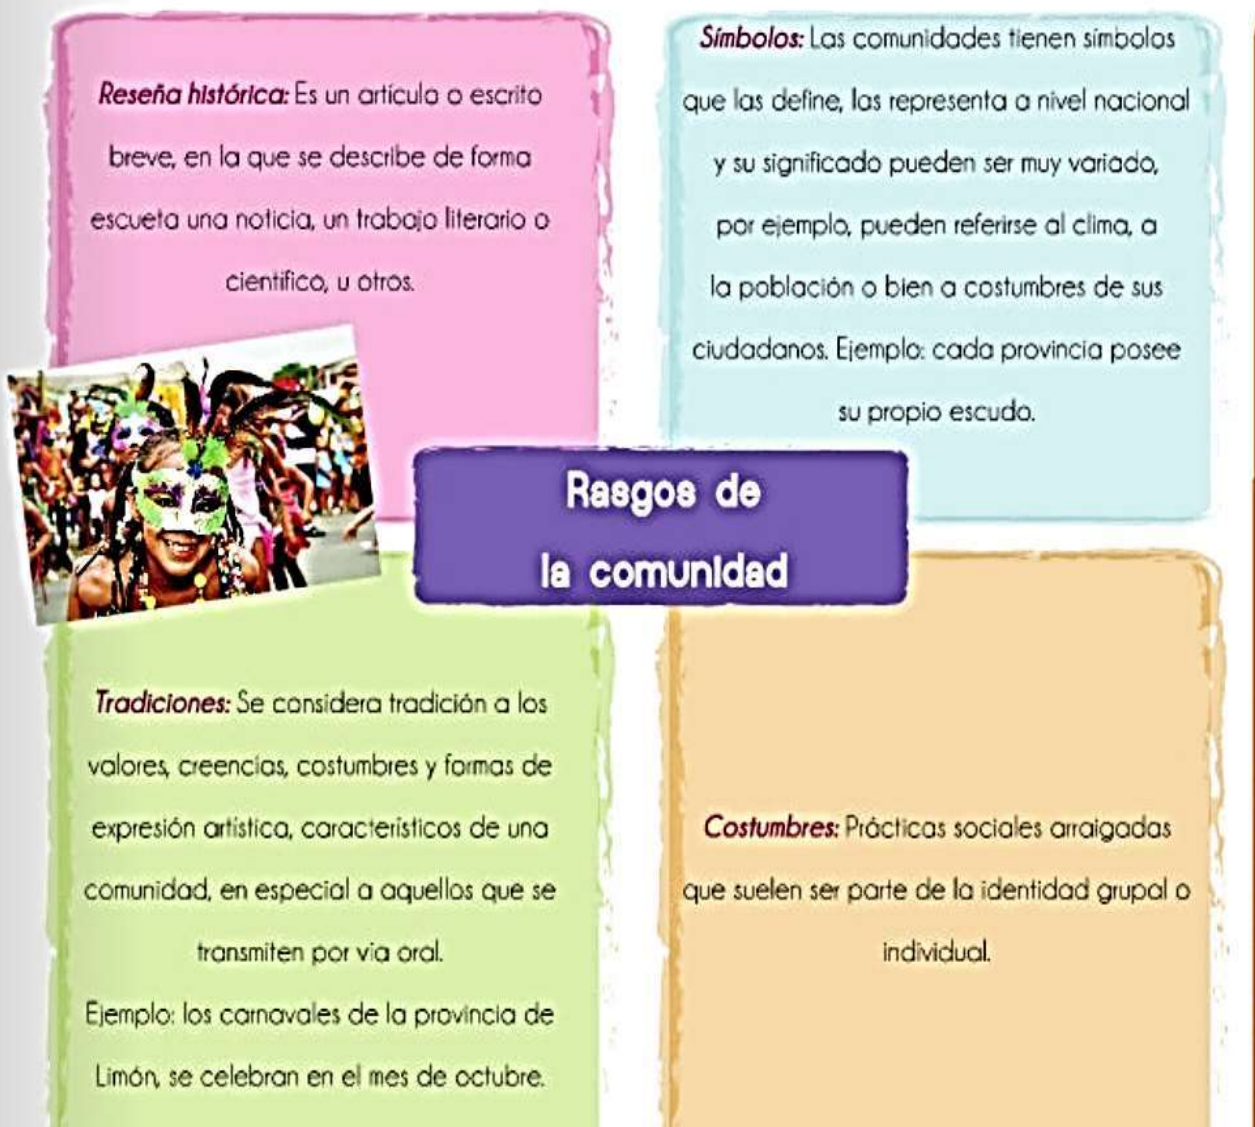 Reseña histórica: Es un artículo o escrito
breve, en la que se describe de forma
escueta una noticia, un trabajo literario o
científico, u otros.
Símbolos: Las comunidades tienen símbolos
que las define, las representa a nivel nacional
y su significado pueden ser muy variado,
por ejemplo, pueden referirse al clima, a
la población o bien a costumbres de sus
ciudadanos. Ejemplo: cada provincia posee
su propio escudo.
Rasgos de
la comunidad
Tradiciones: Se considera tradición a los
valores, creencias, costumbres y formas de
expresión artística, característicos de una
comunidad, en especial a aquellos que se
transmiten por vía oral.
Ejemplo: los carnavales de la provincia de
Limón, se celebran en el mes de octubre.
Costumbres: Prácticas sociales arraigadas
que suelen ser parte de la identidad grupal o
individual.